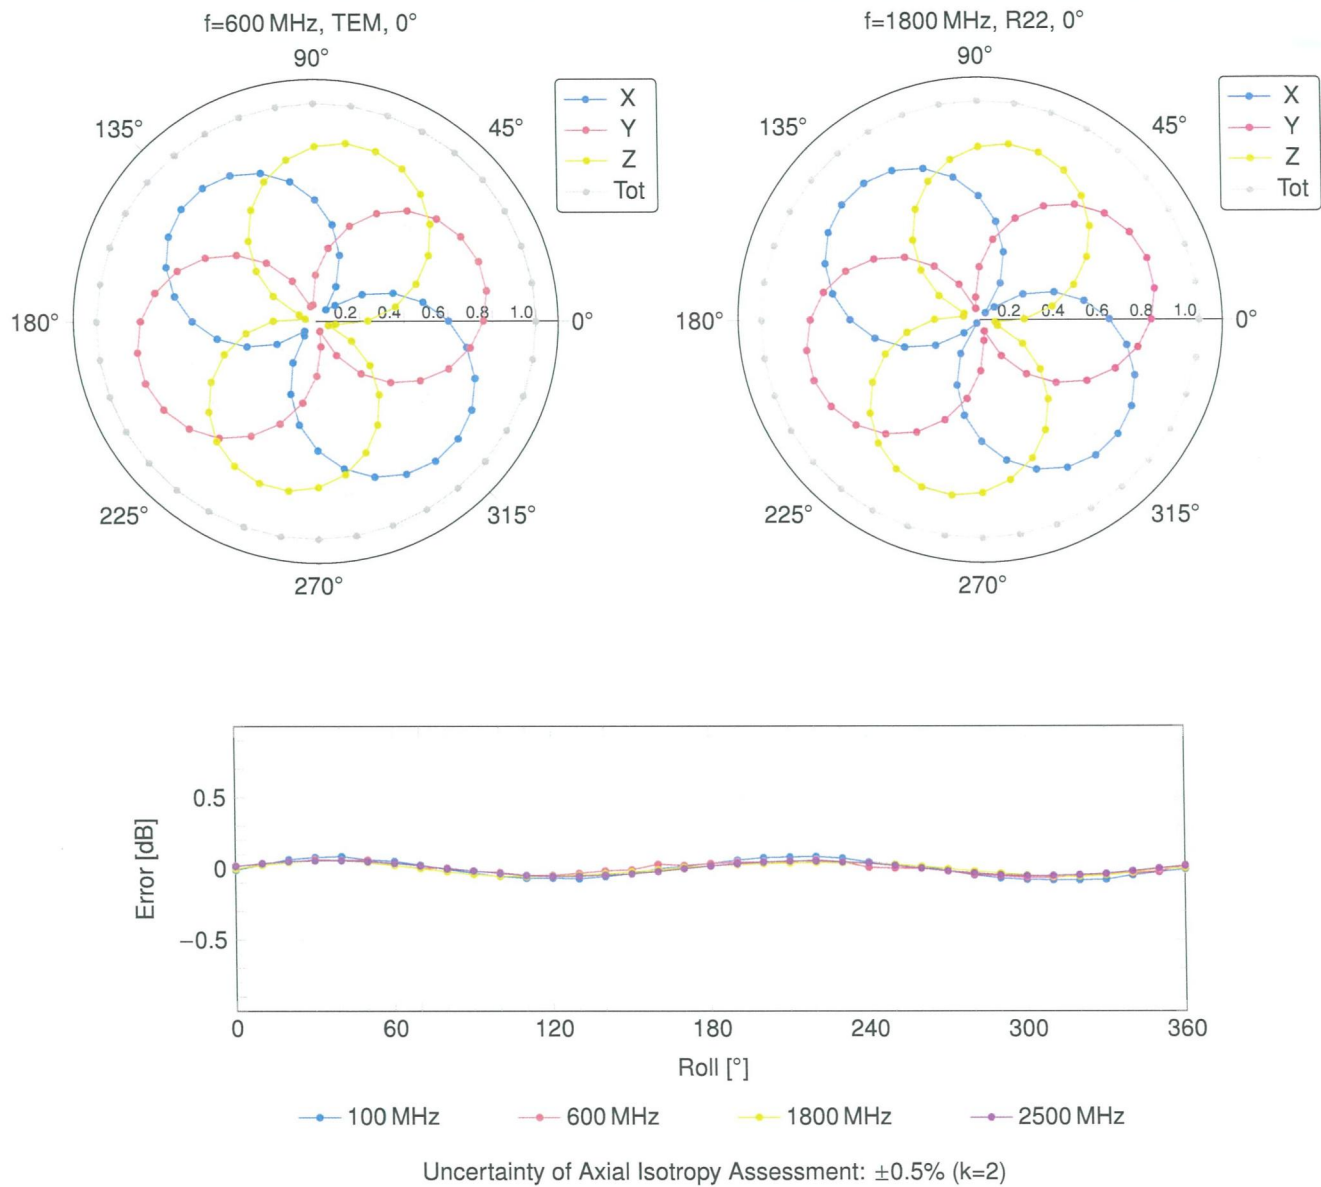 f=600 MHz, TEM, 0°
90°
135°
45°
X
Y
Z
Tot
180°
0.2 0.4 0.6 0.8 1.0
0°
225°
315°
270°
f=1800 MHz, R22, 0°
90°
135°
45°
X
Y
Z
Tot
180°
0.2 0.4 0.6 0.8 1.0
0°
225°
315°
270°
Error [dB]
0.5
0
−0.5
0 60 120 180 240 300 360
Roll [°]
100 MHz 600 MHz 1800 MHz 2500 MHz
Uncertainty of Axial Isotropy Assessment: ±0.5% (k=2)